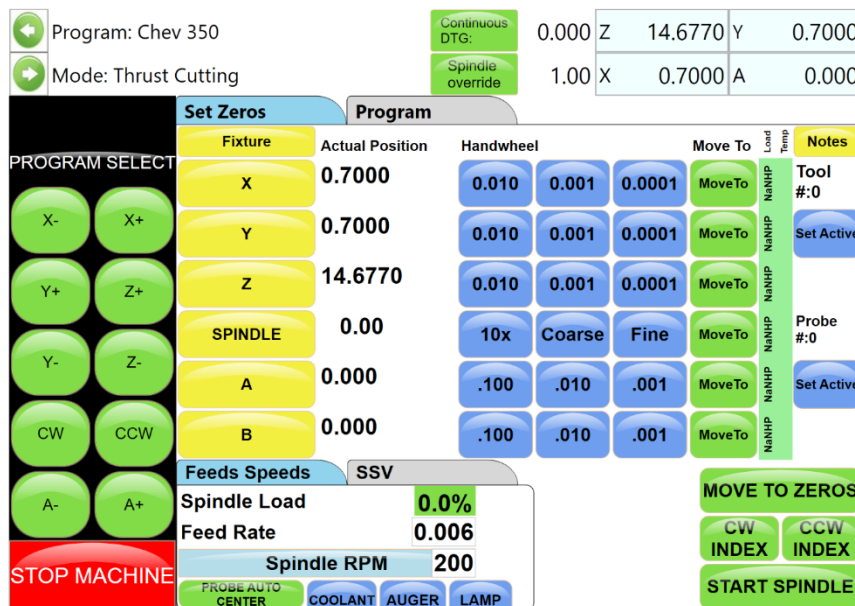 Program: Chev 350
Continuous DTG: 0.000 Z 14.6770 Y 0.7000
Mode: Thrust Cutting
Spindle override 1.00 X 0.7000 A 0.000
Set Zeros Program
PROGRAM SELECT
X- X+
Y+ Z+
Y- Z-
CW CCW
A- A+
STOP MACHINE
Fixture Actual Position Handwheel Move To Load Temp Notes
X 0.7000 0.010 0.001 0.0001 MoveTo NaNHP Tool #:0
Y 0.7000 0.010 0.001 0.0001 MoveTo NaNHP Set Active
Z 14.6770 0.010 0.001 0.0001 MoveTo NaNHP
SPINDLE 0.00 10x Coarse Fine MoveTo NaNHP Probe #:0
A 0.000 .100 .010 .001 MoveTo NaNHP Set Active
B 0.000 .100 .010 .001 MoveTo NaNHP
Feeds Speeds SSV
Spindle Load 0.0%
Feed Rate 0.006
Spindle RPM 200
PROBE AUTO CENTER COOLANT AUGER LAMP
MOVE TO ZEROS
CW INDEX CCW INDEX
START SPINDLE